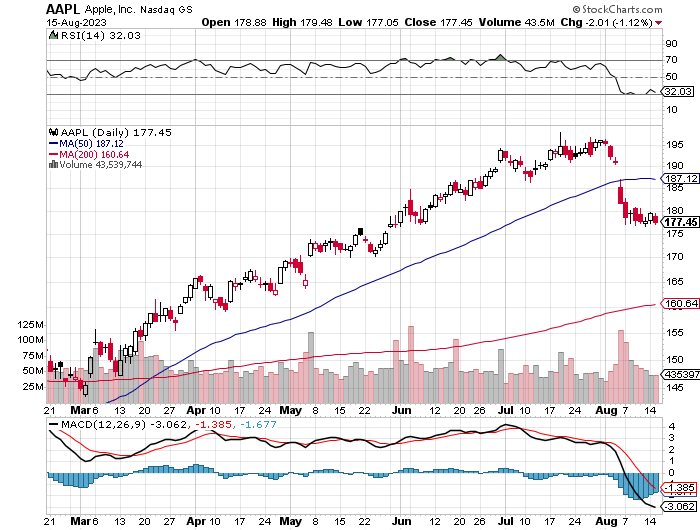 AAPL Apple, Inc. Nasdaq GS © StockCharts.com
15-Aug-2023 Open 178.88 High 179.48 Low 177.05 Close 177.45 Volume 43.5M Chg -2.01 (-1.12%)
RSI(14) 32.03
90
70
50
32.03
10
AAPL (Daily) 177.45
MA(50) 187.12
MA(200) 160.64
Volume 43,539,744
195
190
187.12
185
180
177.45
175
170
165
160.64
155
150
145
435397
125M
100M
75M
50M
25M
21 Mar 6 13 20 27 Apr 10 17 24 May 8 15 22 Jun 12 20 26 Jul 10 17 24 Aug 7 14
MACD(12,26,9) -3.062, -1.385, -1.677
4
3
2
1
0
-1.385
-3.062
21 Mar 6 13 20 27 Apr 10 17 24 May 8 15 22 Jun 12 20 26 Jul 10 17 24 Aug 7 14